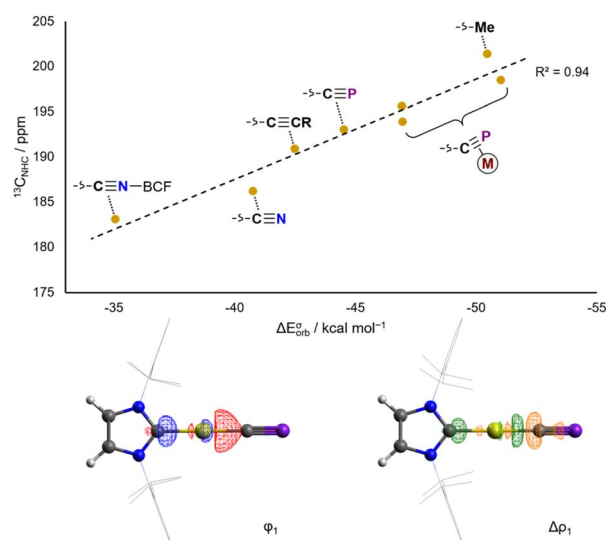 Me
205
200
195
190
185
180
175
¹³C_NHC / ppm
R² = 0.94
C≡P
C≡CR
C≡P
M
C≡N—BCF
C≡N
-35
-40
-45
-50
-55
ΔE^σ_orb / kcal mol⁻¹
φ₁
Δρ₁